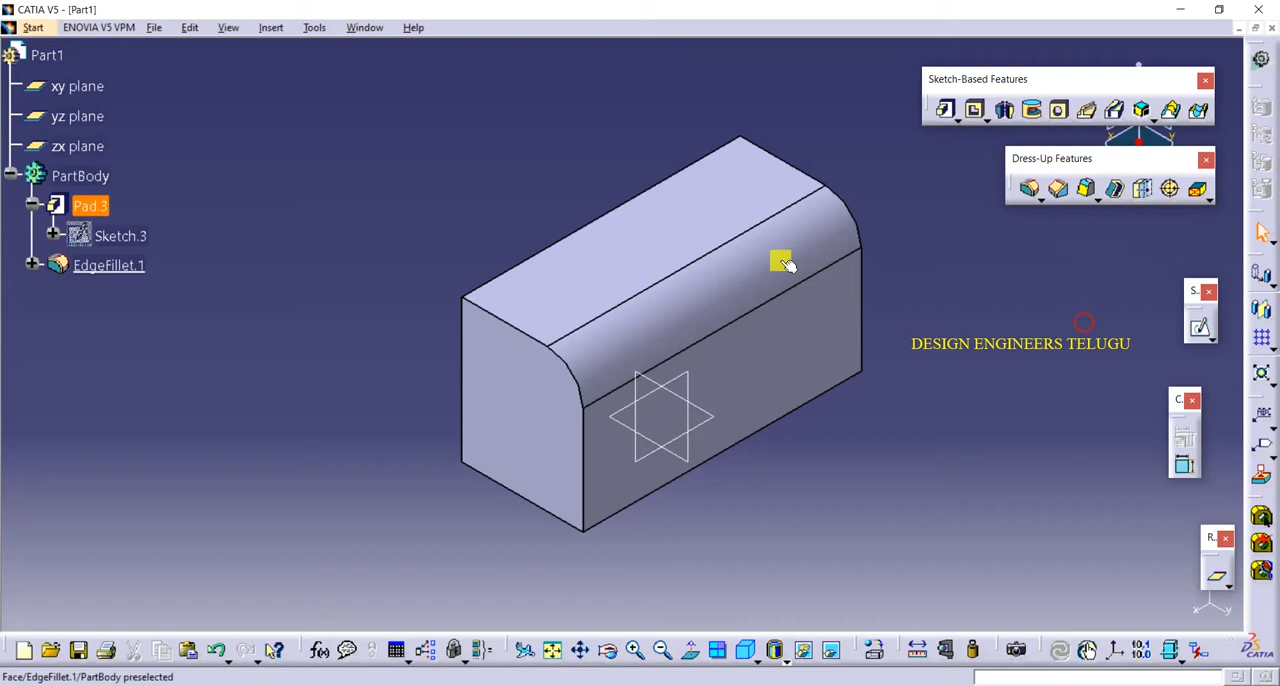 CATIA V5 - [Part1]
Start ENOVIA V5 VPM File Edit View Insert Tools Window Help
Part1
xy plane
yz plane
zx plane
PartBody
Pad.3
Sketch.3
EdgeFillet.1
Sketch-Based Features
Dress-Up Features
S..
DESIGN ENGINEERS TELUGU
C..
R..
x y
Face/EdgeFillet.1/PartBody preselected
CATIA